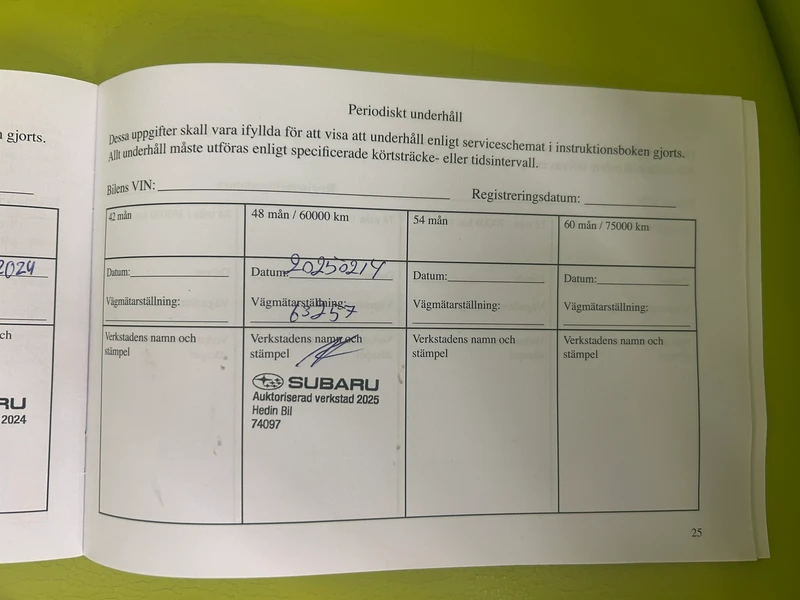 gjorts.
2024
ch
RU
2024
Periodiskt underhåll
Dessa uppgifter skall vara ifyllda för att visa att underhåll enligt serviceschemat i instruktionsboken gjorts.
Allt underhåll måste utföras enligt specificerade körtsträcke- eller tidsintervall.
Bilens VIN: Registreringsdatum:
42 mån
Datum:
Vägmätarställning:
Verkstadens namn och
stämpel
48 mån / 60000 km
Datum: 20250214
Vägmätarställning:
63257
Verkstadens namn och
stämpel
SUBARU
Auktoriserad verkstad 2025
Hedin Bil
74097
54 mån
Datum:
Vägmätarställning:
Verkstadens namn och
stämpel
60 mån / 75000 km
Datum:
Vägmätarställning:
Verkstadens namn och
stämpel
25